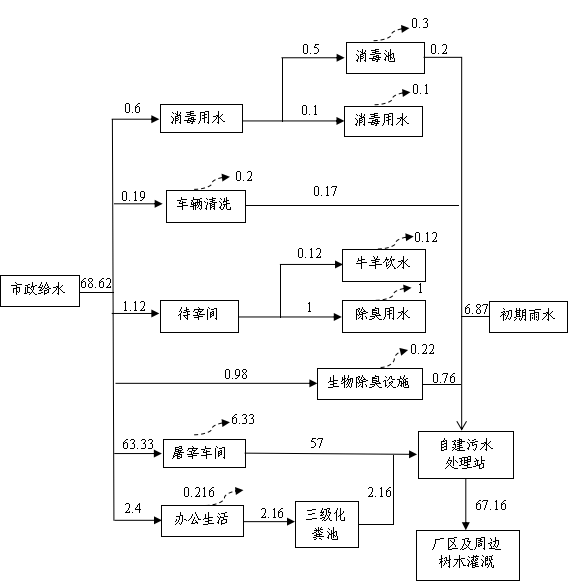 0.3
0.5
消毒池
0.2
0.1
0.6
消毒用水
0.1
消毒用水
0.2
0.19
车辆清洗
0.17
0.12
0.12
牛羊饮水
市政给水
68.62
1
1.12
待宰间
1
除臭用水
6.87
初期雨水
0.22
0.98
生物除臭设施
0.76
6.33
63.33
屠宰车间
57
自建污水
处理站
0.216
2.16
2.4
办公生活
2.16
三级化
粪池
67.16
厂区及周边
树水灌溉